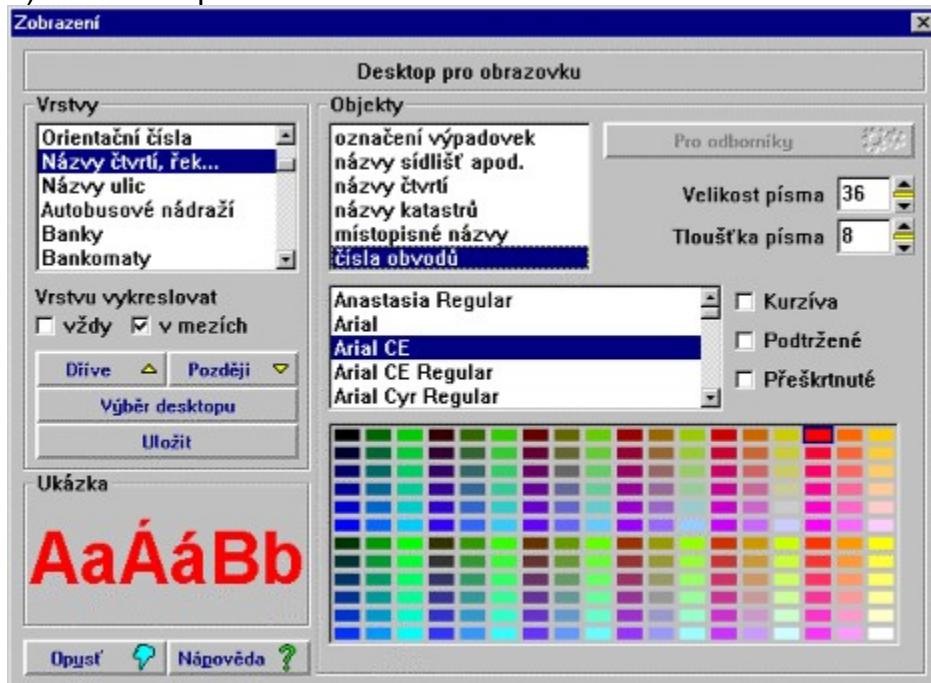 Zobrazení
Desktop pro obrazovku
Vrstvy
Orientační čísla
Názvy čtvrtí, řek...
Názvy ulic
Autobusové nádraží
Banky
Bankomaty
Vrstvu vykreslovat
vždy
v mezích
Dříve
Později
Výběr desktopu
Uložit
Ukázka
AaÁáBb
Opusť
Nápověda
Objekty
označení výpadovek
názvy sídlišť apod.
názvy čtvrtí
názvy katastrů
místopisné názvy
čísla obvodů
Pro odborníky
Velikost písma 36
Tloušťka písma 8
Anastasia Regular
Arial
Arial CE
Arial CE Regular
Arial Cyr Regular
Kurzíva
Podtržené
Přeškrtnuté